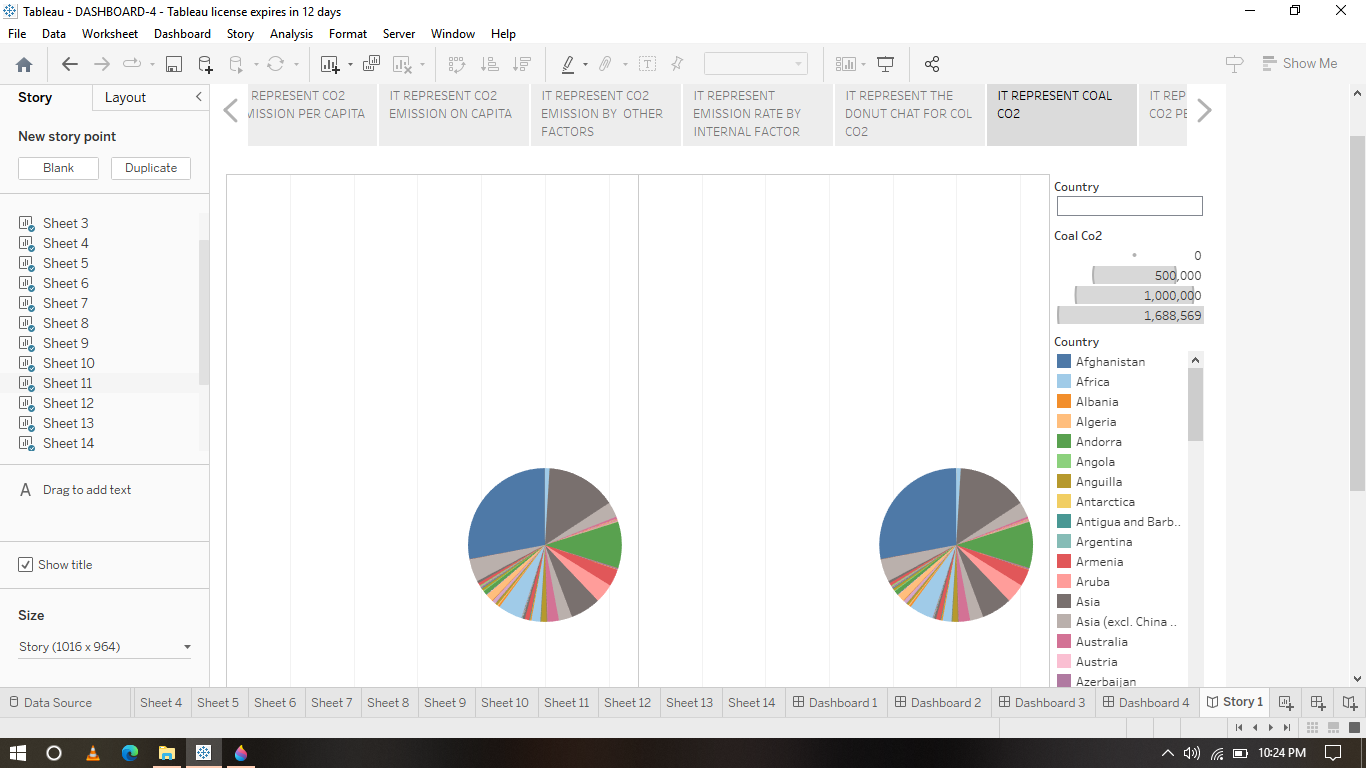 Tableau - DASHBOARD-4 - Tableau license expires in 12 days
File Data Worksheet Dashboard Story Analysis Format Server Window Help
Show Me
Story Layout
New story point
Blank Duplicate
Sheet 3
Sheet 4
Sheet 5
Sheet 6
Sheet 7
Sheet 8
Sheet 9
Sheet 10
Sheet 11
Sheet 12
Sheet 13
Sheet 14
A Drag to add text
Show title
Size
Story (1016 x 964)
REPRESENT CO2
MISSION PER CAPITA
IT REPRESENT CO2
EMISSION ON CAPITA
IT REPRESENT CO2
EMISSION BY OTHER
FACTORS
IT REPRESENT
EMISSION RATE BY
INTERNAL FACTOR
IT REPRESENT THE
DONUT CHAT FOR COL
CO2
IT REPRESENT COAL
CO2
IT REP
CO2 PE
Country
Coal Co2
0
500,000
1,000,000
1,688,569
Country
Afghanistan
Africa
Albania
Algeria
Andorra
Angola
Anguilla
Antarctica
Antigua and Barb..
Argentina
Armenia
Aruba
Asia
Asia (excl. China ..
Australia
Austria
Azerbaijan
Data Source Sheet 4 Sheet 5 Sheet 6 Sheet 7 Sheet 8 Sheet 9 Sheet 10 Sheet 11 Sheet 12 Sheet 13 Sheet 14 Dashboard 1 Dashboard 2 Dashboard 3 Dashboard 4 Story 1
10:24 PM